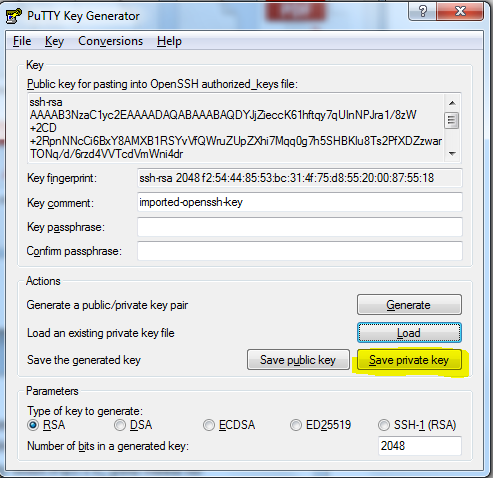 PuTTY Key Generator
File Key Conversions Help
Key
Public key for pasting into OpenSSH authorized_keys file:
ssh-rsa
AAAAB3NzaC1yc2EAAAADAQABAAABAQDYJjZieccK61hftqy7qUlnNPJra1/8zW
+2CD
+2RpnNNcCi6BxY8AMXB1RSYvVfQWruZUpZXhi7Mqq0g7h5SHBKlu8Ts2PfXDZzwar
TONq/d/6rzd4VVTcdVmWni4dr
Key fingerprint: ssh-rsa 2048 f2:54:44:85:53:bc:31:4f:75:d8:55:20:00:87:55:18
Key comment: imported-openssh-key
Key passphrase:
Confirm passphrase:
Actions
Generate a public/private key pair Generate
Load an existing private key file Load
Save the generated key Save public key Save private key
Parameters
Type of key to generate:
RSA DSA ECDSA ED25519 SSH-1 (RSA)
Number of bits in a generated key: 2048